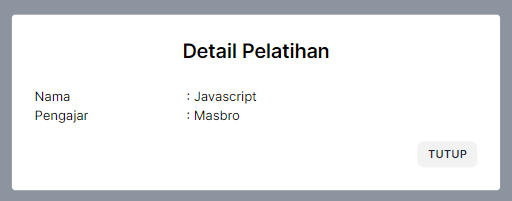 Detail Pelatihan
Nama : Javascript
Pengajar : Masbro
TUTUP